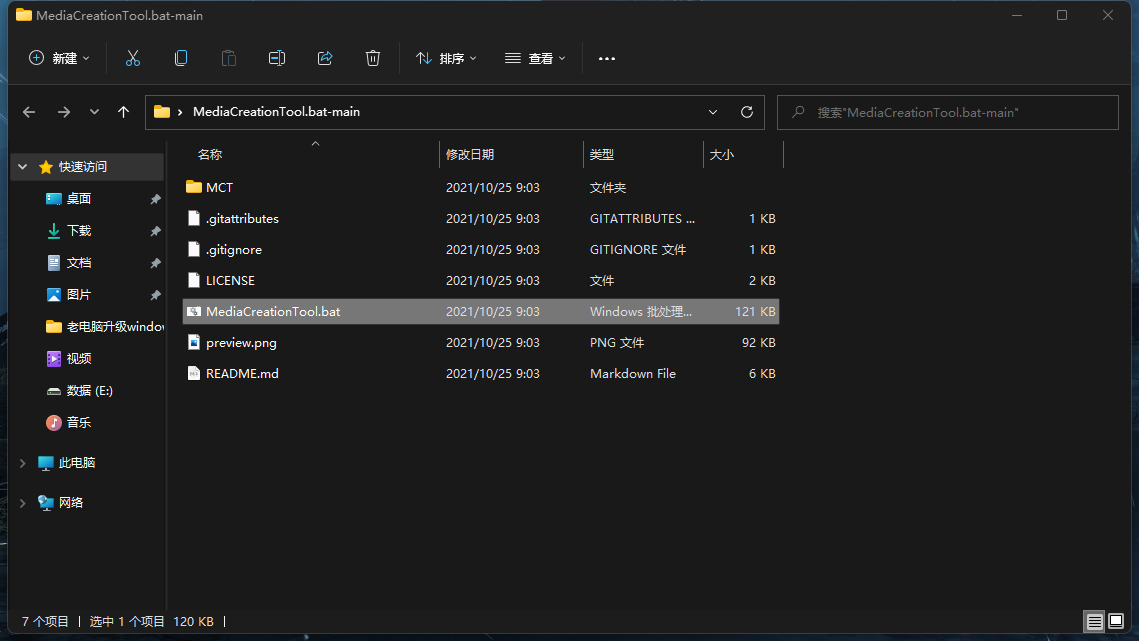 MediaCreationTool.bat-main
新建 排序 查看
MediaCreationTool.bat-main 搜索"MediaCreationTool.bat-main"
名称 修改日期 类型 大小
快速访问
桌面
下载
文档
图片
老电脑升级window
视频
数据 (E:)
音乐
此电脑
网络
MCT 2021/10/25 9:03 文件夹
.gitattributes 2021/10/25 9:03 GITATTRIBUTES ... 1 KB
.gitignore 2021/10/25 9:03 GITIGNORE 文件 1 KB
LICENSE 2021/10/25 9:03 文件 2 KB
MediaCreationTool.bat 2021/10/25 9:03 Windows 批处理... 121 KB
preview.png 2021/10/25 9:03 PNG 文件 92 KB
README.md 2021/10/25 9:03 Markdown File 6 KB
7 个项目 选中 1 个项目 120 KB